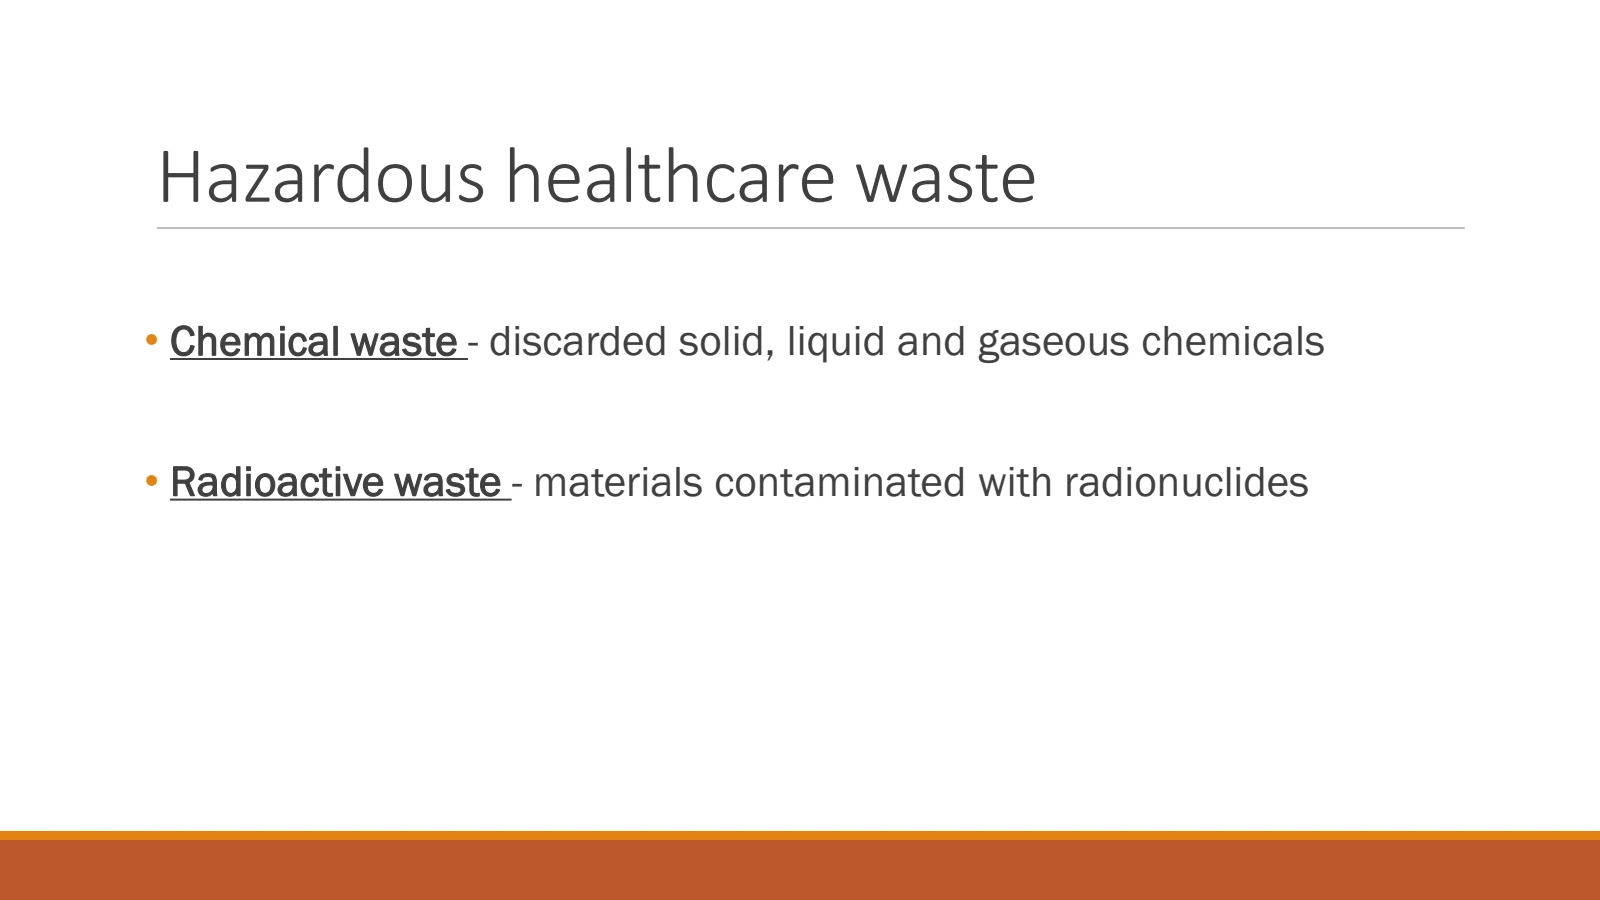 Hazardous healthcare waste
• Chemical waste - discarded solid, liquid and gaseous chemicals
• Radioactive waste - materials contaminated with radionuclides